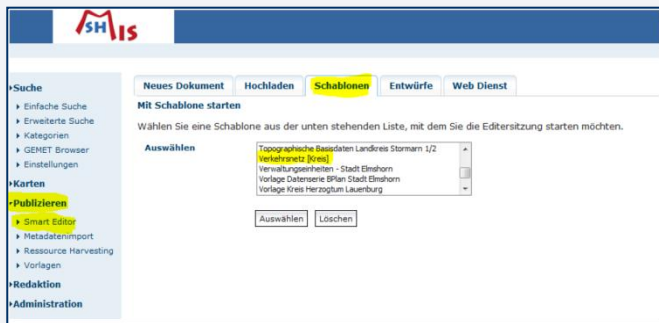 SH MIS
Suche
Einfache Suche
Erweiterte Suche
Kategorien
GEMET Browser
Einstellungen
Karten
Publizieren
Smart Editor
Metadatenimport
Ressource Harvesting
Vorlagen
Redaktion
Administration
Neues Dokument Hochladen Schablonen Entwürfe Web Dienst
Mit Schablone starten
Wählen Sie eine Schablone aus der unten stehenden Liste, mit dem Sie die Editersitzung starten möchten.
Auswählen
Topographische Basisdaten Landkreis Stormarn 1/2
Verkehrsnetz [Kreis]
Verwaltungseinheiten - Stadt Elmshorn
Vorlage Datenserie BPlan Stadt Elmshorn
Vorlage Kreis Herzogtum Lauenburg
Auswählen Löschen